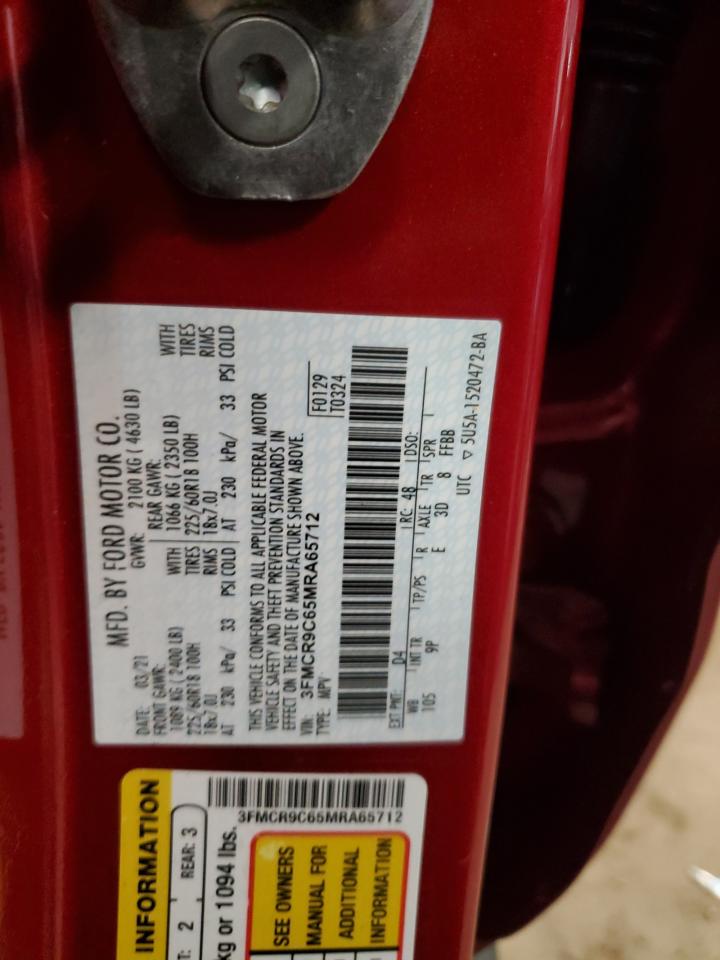 MFD. BY FORD MOTOR CO.
DATE: 03/21 GVWR: 2100 KG ( 4630 LB)
FRONT GAWR: REAR GAWR:
1089 KG ( 2400 LB) WITH 1066 KG ( 2350 LB) WITH
225/60R18 100H TIRES 225/60R18 100H TIRES
18x7.0J RIMS 18x7.0J RIMS
AT 230 kPa/ 33 PSI COLD AT 230 kPa/ 33 PSI COLD
THIS VEHICLE CONFORMS TO ALL APPLICABLE FEDERAL MOTOR
VEHICLE SAFETY AND THEFT PREVENTION STANDARDS IN
EFFECT ON THE DATE OF MANUFACTURE SHOWN ABOVE.
VIN: 3FMCR9C65MRA65712 F0129
TYPE: MPV T0324
EXT PNT: D4 RC: 48 DSO:
WB INT TR TP/PS R AXLE TR SPR
105 9P E 3D 8 FFBB
UTC ▽ 5U5A-1520472-BA
INFORMATION
T: 2 REAR: 3
kg or 1094 lbs.
3FMCR9C65MRA65712
SEE OWNERS
MANUAL FOR
ADDITIONAL
INFORMATION